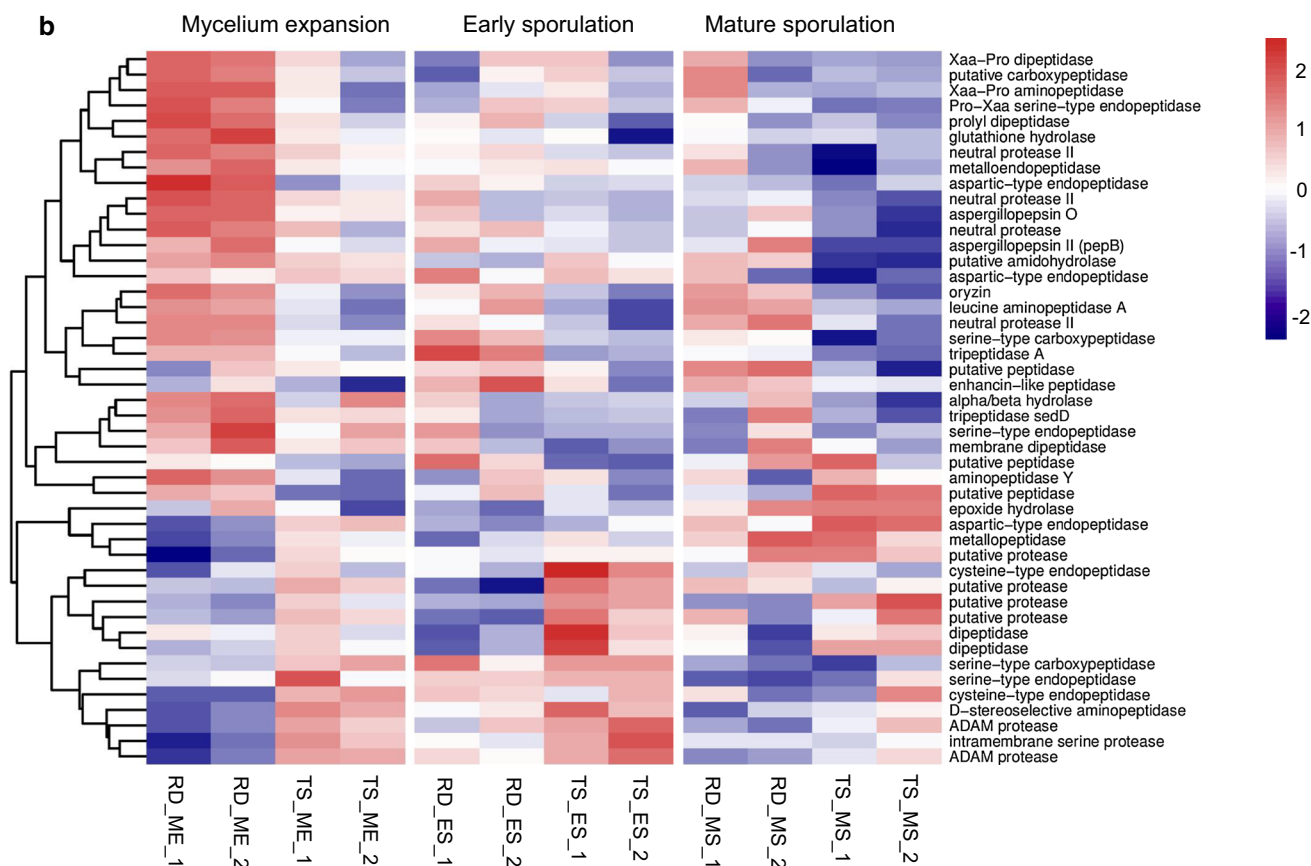 b
Mycelium expansion
Early sporulation
Mature sporulation
Xaa−Pro dipeptidase
putative carboxypeptidase
Xaa−Pro aminopeptidase
Pro−Xaa serine−type endopeptidase
prolyl dipeptidase
glutathione hydrolase
neutral protease II
metalloendopeptidase
aspartic−type endopeptidase
neutral protease II
aspergillopepsin O
neutral protease
aspergillopepsin II (pepB)
putative amidohydrolase
aspartic−type endopeptidase
oryzin
leucine aminopeptidase A
neutral protease II
serine−type carboxypeptidase
tripeptidase A
putative peptidase
enhancin−like peptidase
alpha/beta hydrolase
tripeptidase sedD
serine−type endopeptidase
membrane dipeptidase
putative peptidase
aminopeptidase Y
putative peptidase
epoxide hydrolase
aspartic−type endopeptidase
metallopeptidase
putative protease
cysteine−type endopeptidase
putative protease
putative protease
putative protease
dipeptidase
dipeptidase
serine−type carboxypeptidase
serine−type endopeptidase
cysteine−type endopeptidase
D−stereoselective aminopeptidase
ADAM protease
intramembrane serine protease
ADAM protease
2
1
0
-1
-2
RD_ME_1
RD_ME_2
TS_ME_1
TS_ME_2
RD_ES_1
RD_ES_2
TS_ES_1
TS_ES_2
RD_MS_1
RD_MS_2
TS_MS_1
TS_MS_2